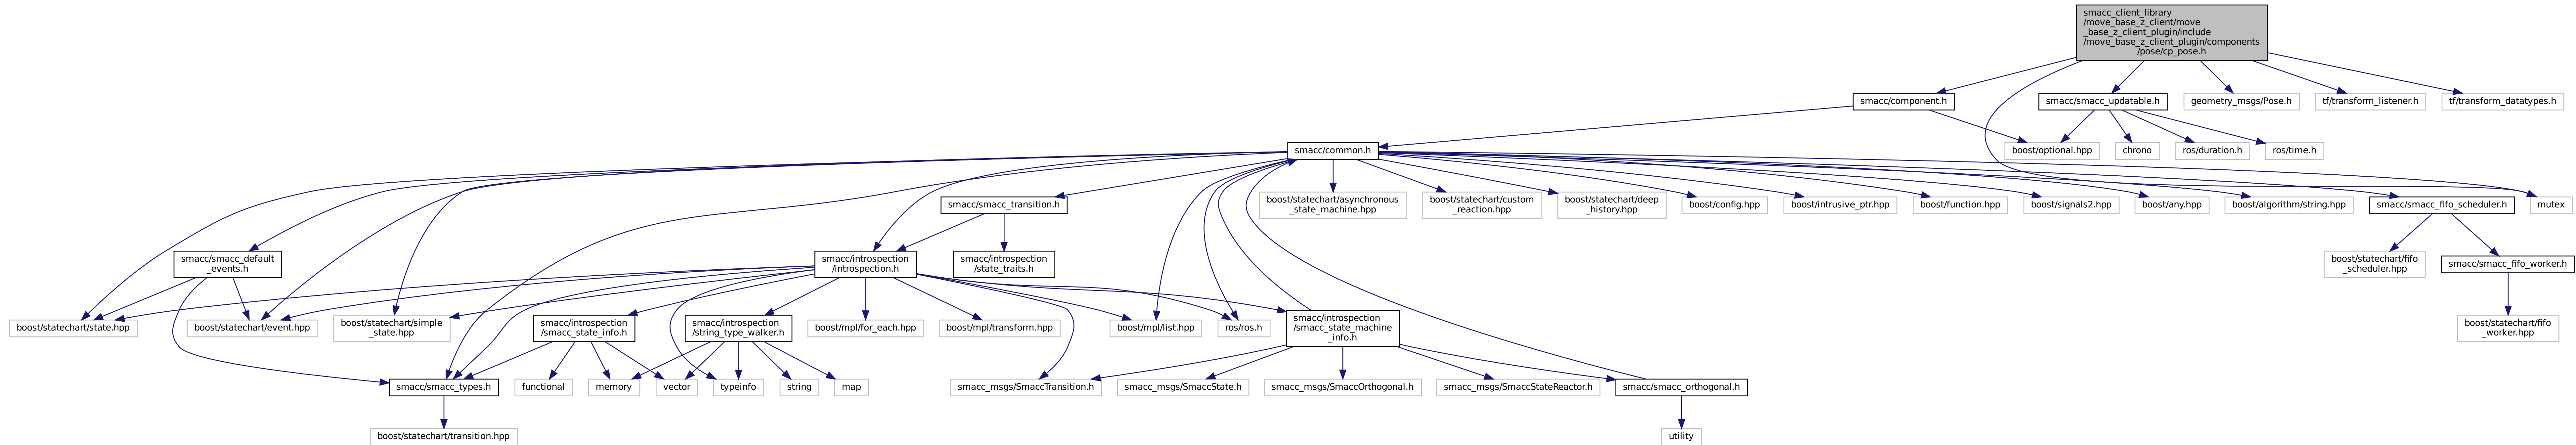 smacc_client_library
/move_base_z_client/move
_base_z_client_plugin/include
/move_base_z_client_plugin/components
/pose/cp_pose.h
smacc/component.h
smacc/smacc_updatable.h
geometry_msgs/Pose.h
tf/transform_listener.h
tf/transform_datatypes.h
smacc/common.h
boost/optional.hpp
chrono
ros/duration.h
ros/time.h
smacc/smacc_transition.h
boost/statechart/asynchronous
_state_machine.hpp
boost/statechart/custom
_reaction.hpp
boost/statechart/deep
_history.hpp
boost/config.hpp
boost/intrusive_ptr.hpp
boost/function.hpp
boost/signals2.hpp
boost/any.hpp
boost/algorithm/string.hpp
smacc/smacc_fifo_scheduler.h
mutex
smacc/smacc_default
_events.h
smacc/introspection
/introspection.h
smacc/introspection
/state_traits.h
boost/statechart/fifo
_scheduler.hpp
smacc/smacc_fifo_worker.h
boost/statechart/state.hpp
boost/statechart/event.hpp
boost/statechart/simple
_state.hpp
smacc/introspection
/smacc_state_info.h
smacc/introspection
/string_type_walker.h
boost/mpl/for_each.hpp
boost/mpl/transform.hpp
boost/mpl/list.hpp
ros/ros.h
smacc/introspection
/smacc_state_machine
_info.h
boost/statechart/fifo
_worker.hpp
smacc/smacc_types.h
functional
memory
vector
typeinfo
string
map
smacc_msgs/SmaccTransition.h
smacc_msgs/SmaccState.h
smacc_msgs/SmaccOrthogonal.h
smacc_msgs/SmaccStateReactor.h
smacc/smacc_orthogonal.h
boost/statechart/transition.hpp
utility